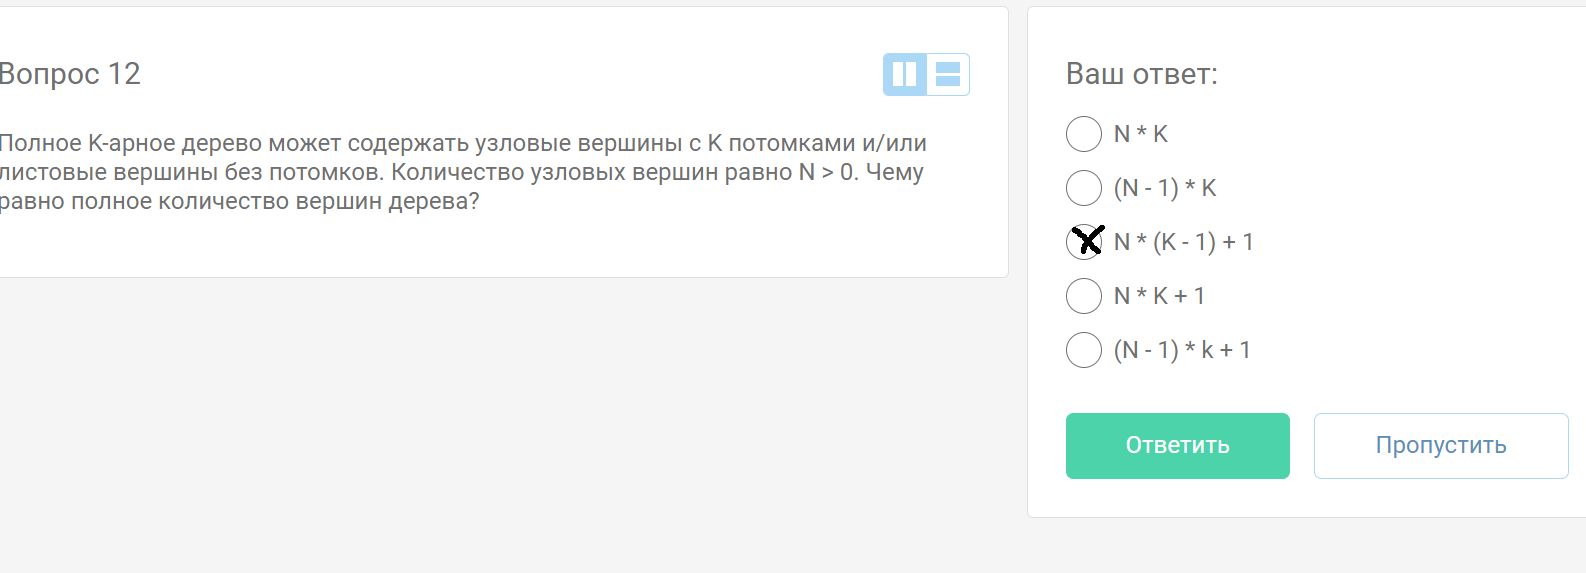 Вопрос 12
Полное K-арное дерево может содержать узловые вершины с K потомками и/или
листовые вершины без потомков. Количество узловых вершин равно N > 0. Чему
равно полное количество вершин дерева?
Ваш ответ:
N * K
(N - 1) * K
N * (K - 1) + 1
N * K + 1
(N - 1) * k + 1
Ответить
Пропустить